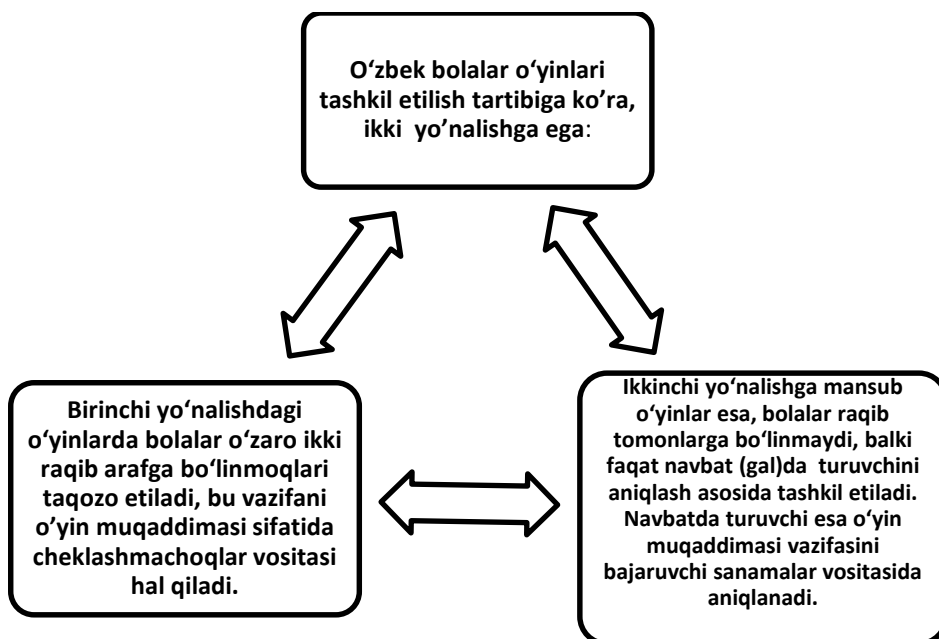 O‘zbek bolalar o‘yinlari
tashkil etilish tartibiga ko’ra,
ikki yo’nalishga ega:
Birinchi yo‘nalishdagi
o‘yinlarda bolalar o‘zaro ikki
raqib arafga bo‘linmoqlari
taqozo etiladi, bu vazifani
o’yin muqaddimasi sifatida
cheklashmachoqlar vositasi
hal qiladi.
Ikkinchi yo‘nalishga mansub
o‘yinlar esa, bolalar raqib
tomonlarga bo‘linmaydi, balki
faqat navbat (gal)da turuvchini
aniqlash asosida tashkil etiladi.
Navbatda turuvchi esa o‘yin
muqaddimasi vazifasini
bajaruvchi sanamalar vositasida
aniqlanadi.